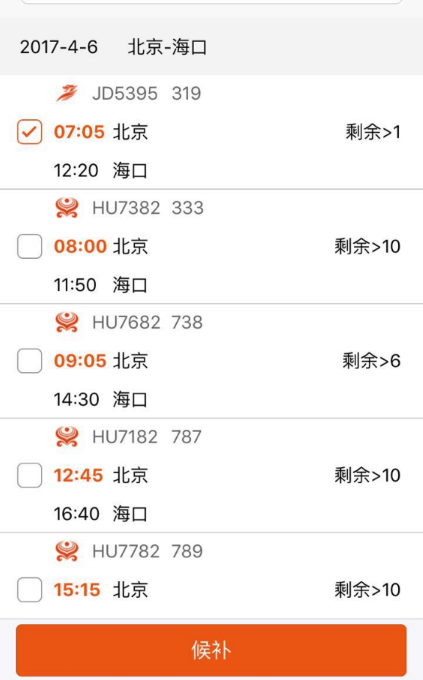 2017-4-6 北京-海口
JD5395 319
07:05 北京 剩余>1
12:20 海口
HU7382 333
08:00 北京 剩余>10
11:50 海口
HU7682 738
09:05 北京 剩余>6
14:30 海口
HU7182 787
12:45 北京 剩余>10
16:40 海口
HU7782 789
15:15 北京 剩余>10
候补